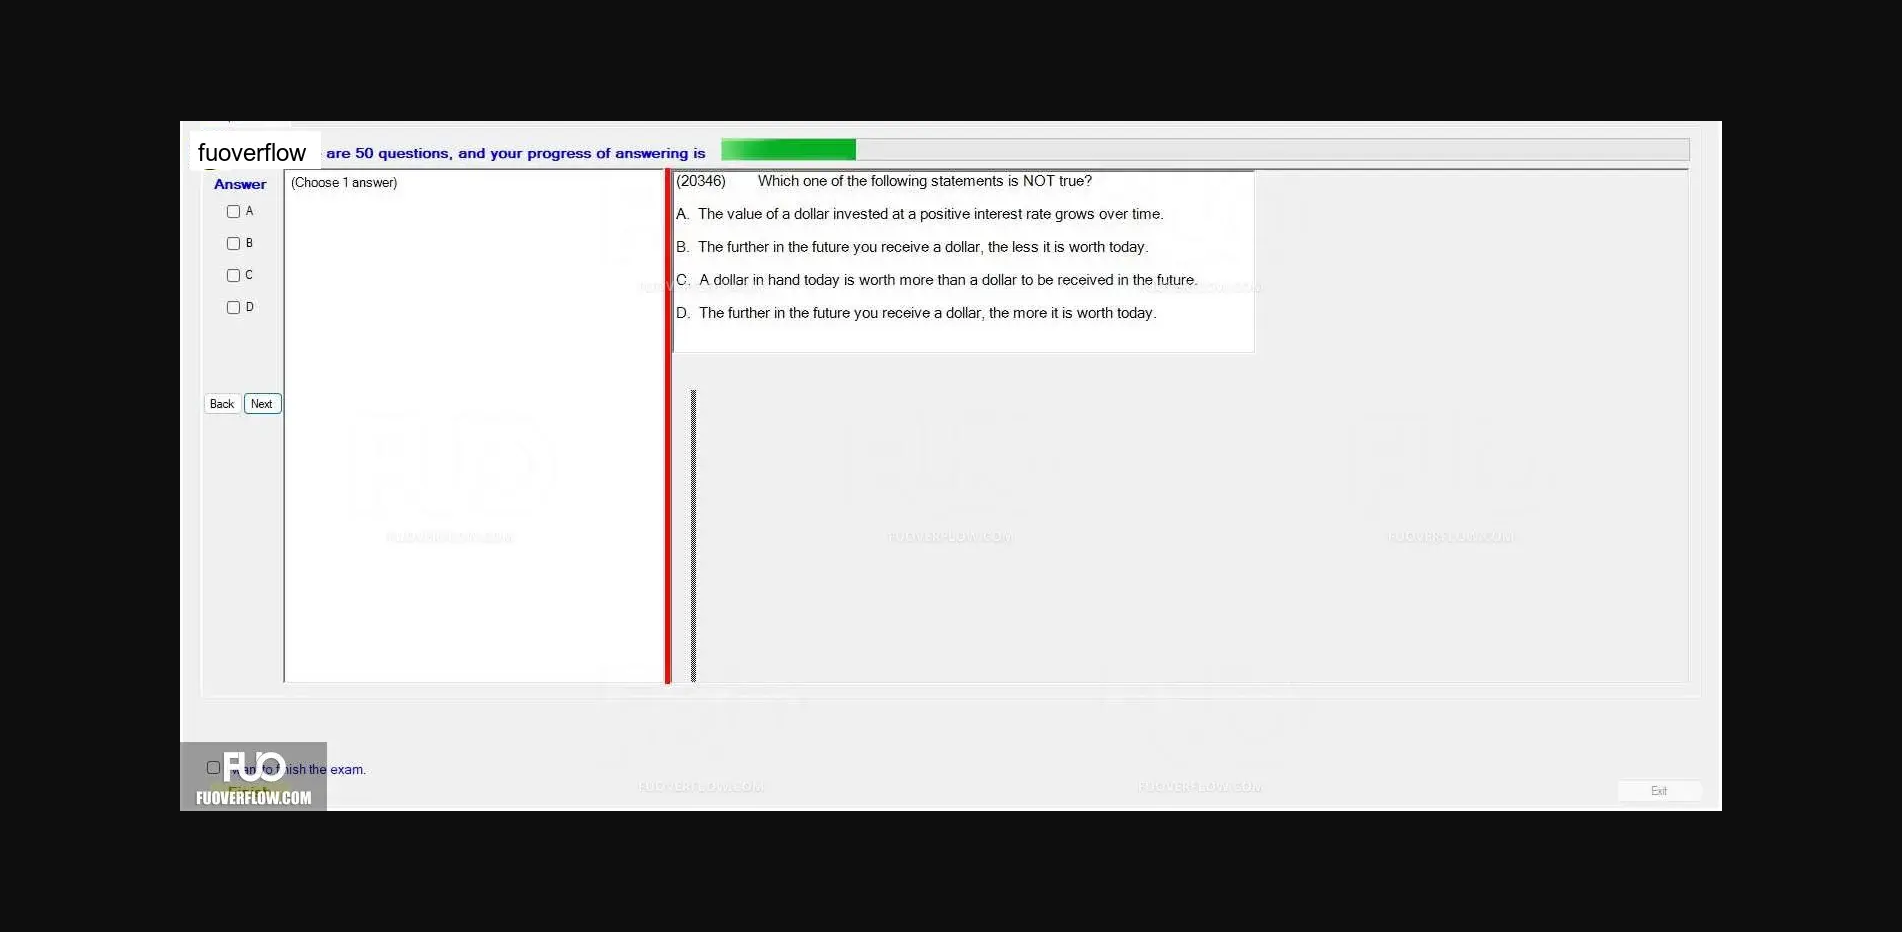 fuoverflow are 50 questions, and your progress of answering is
Answer
A
B
C
D
Back Next
(Choose 1 answer)
(20346) Which one of the following statements is NOT true?
A. The value of a dollar invested at a positive interest rate grows over time.
B. The further in the future you receive a dollar, the less it is worth today.
C. A dollar in hand today is worth more than a dollar to be received in the future.
D. The further in the future you receive a dollar, the more it is worth today.
FUOVERFLOW.COM FUOVERFLOW.COM FUOVERFLOW.COM
FUO to finish the exam.
Finish
FUOVERFLOW.COM
FUOVERFLOW.COM FUOVERFLOW.COM
Exit